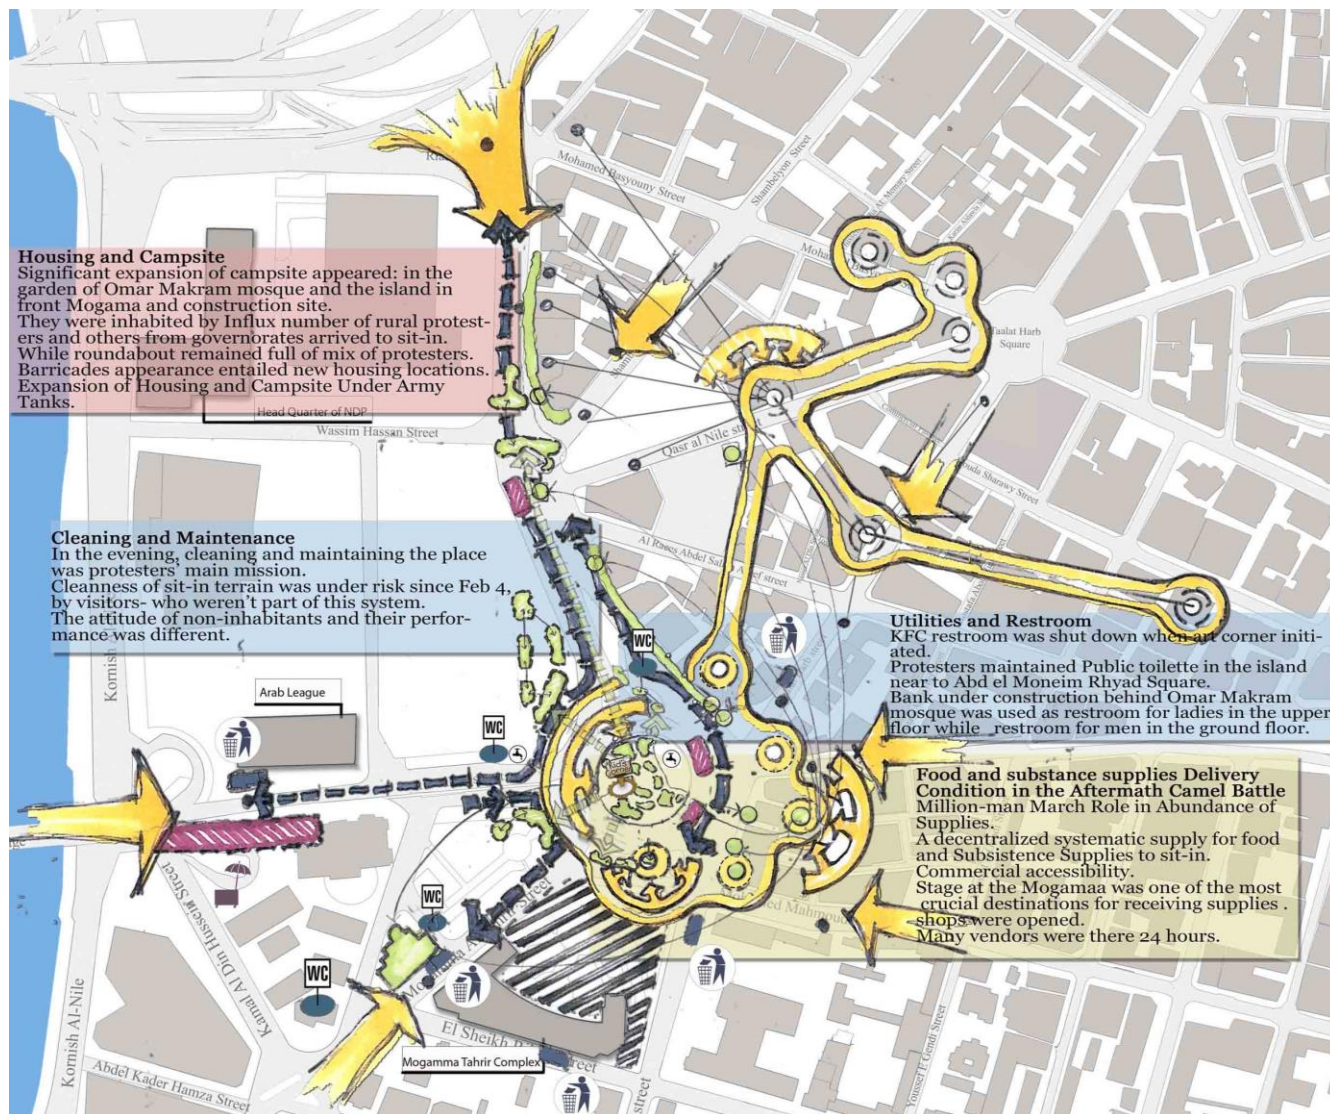 Mohamed Basyouny Street
Shambelyon Street
Housing and Campsite
Significant expansion of campsite appeared: in the
garden of Omar Makram mosque and the island in
front Mogama and construction site.
They were inhabited by Influx number of rural protest-
ers and others from governorates arrived to sit-in.
While roundabout remained full of mix of protesters.
Barricades appearance entailed new housing locations.
Expansion of Housing and Campsite Under Army
Tanks.
Head Quarter of NDP
Wassim Hassan Street
Taalat Harb
Square
Qasr al Nile street
Cleaning and Maintenance
In the evening, cleaning and maintaining the place
was protesters' main mission.
Cleanness of sit-in terrain was under risk since Feb 4,
by visitors- who weren't part of this system.
The attitude of non-inhabitants and their perfor-
mance was different.
WC
Utilities and Restroom
KFC restroom was shut down when art corner initi-
ated.
Protesters maintained Public toilette in the island
near to Abd el Moneim Rhyad Square.
Bank under construction behind Omar Makram
mosque was used as restroom for ladies in the upper
floor while restroom for men in the ground floor.
Arab League
WC
Food and substance supplies Delivery
Condition in the Aftermath Camel Battle
Million-man March Role in Abundance of
Supplies.
A decentralized systematic supply for food
and Subsistence Supplies to sit-in.
Commercial accessibility.
Stage at the Mogamaa was one of the most
crucial destinations for receiving supplies .
shops were opened.
Many vendors were there 24 hours.
WC
WC
Kamal Al Din Hussein Street
Kornish Al-Nile
El Sheikh
Mogamma Tahrir Complex
Abdel Kader Hamza Street
street
Youssef El Gendi Street